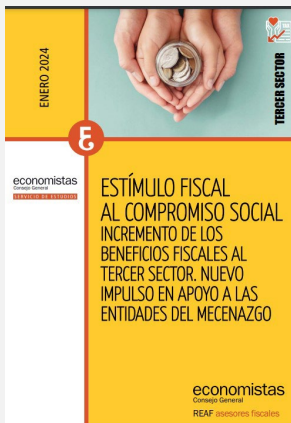 ENERO 2024
TERCER SECTOR
economistas
Consejo General
SERVICIO DE ESTUDIOS
ESTÍMULO FISCAL
AL COMPROMISO SOCIAL
INCREMENTO DE LOS
BENEFICIOS FISCALES AL
TERCER SECTOR. NUEVO
IMPULSO EN APOYO A LAS
ENTIDADES DEL MECENAZGO
economistas
Consejo General
REAF asesores fiscales